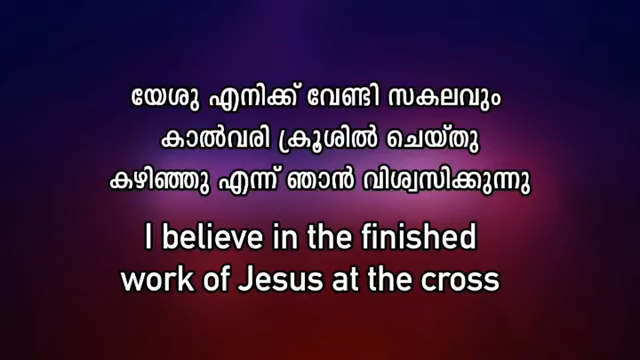 യേശു എനിക്ക് വേണ്ടി സകലവും
കാൽവരി ക്രൂശിൽ ചെയ്തു
കഴിഞ്ഞു എന്ന് ഞാൻ വിശ്വസിക്കുന്നു
I believe in the finished
work of Jesus at the cross